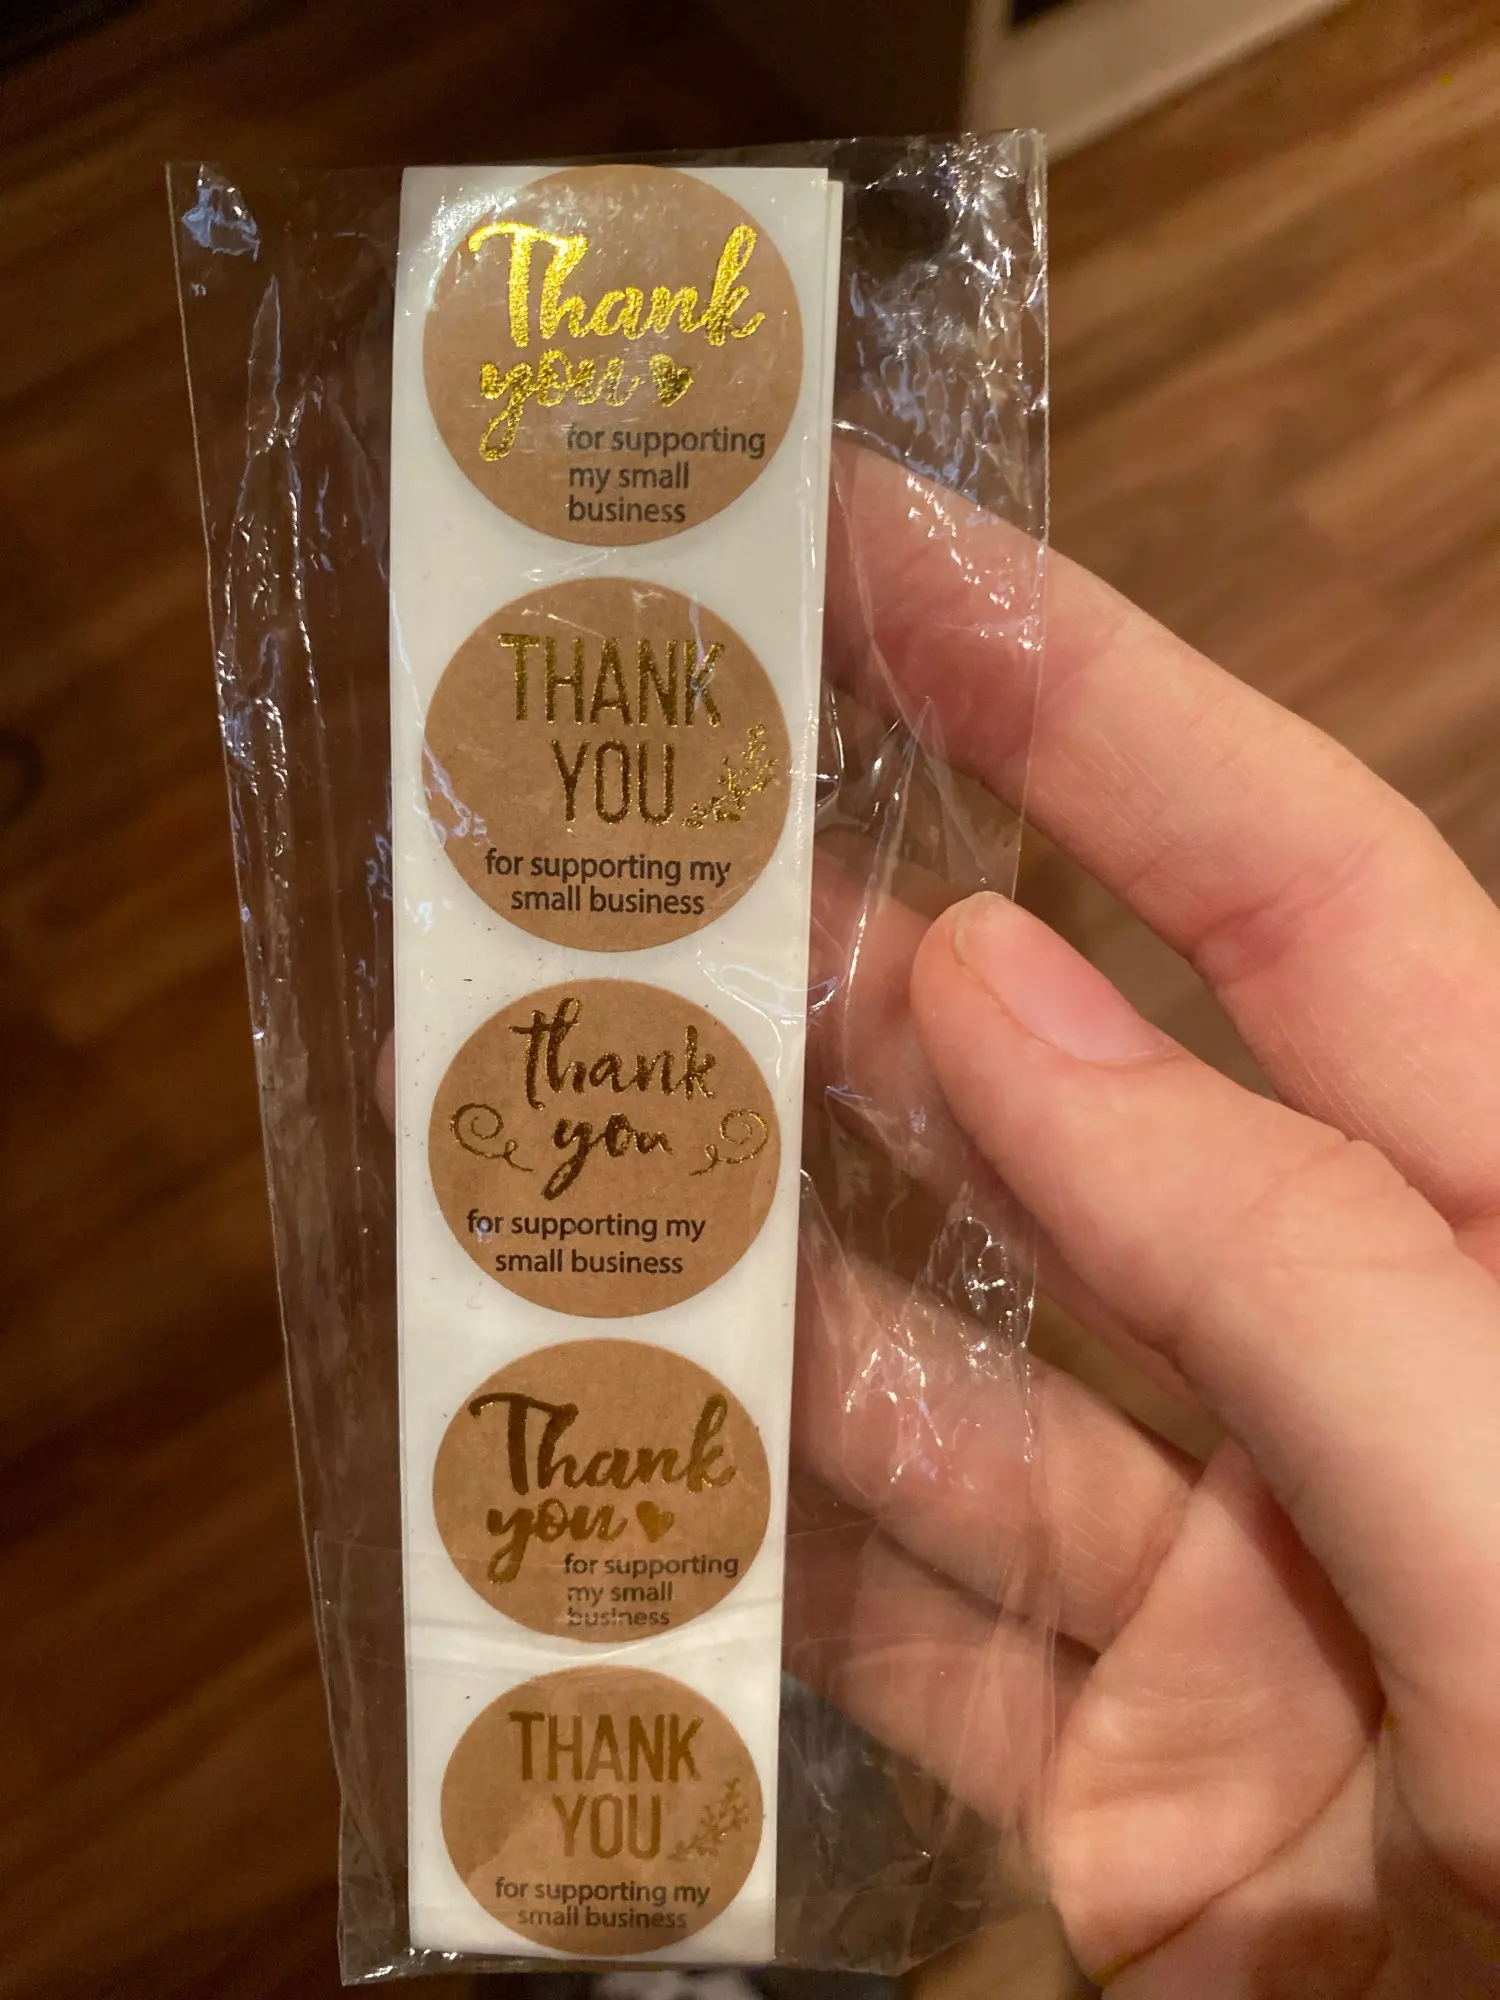 Thank
you
for supporting
my small
business
THANK
YOU
for supporting my
small business
thank
you
for supporting my
small business
Thank
you
for supporting
my small
business
THANK
YOU
for supporting my
small business